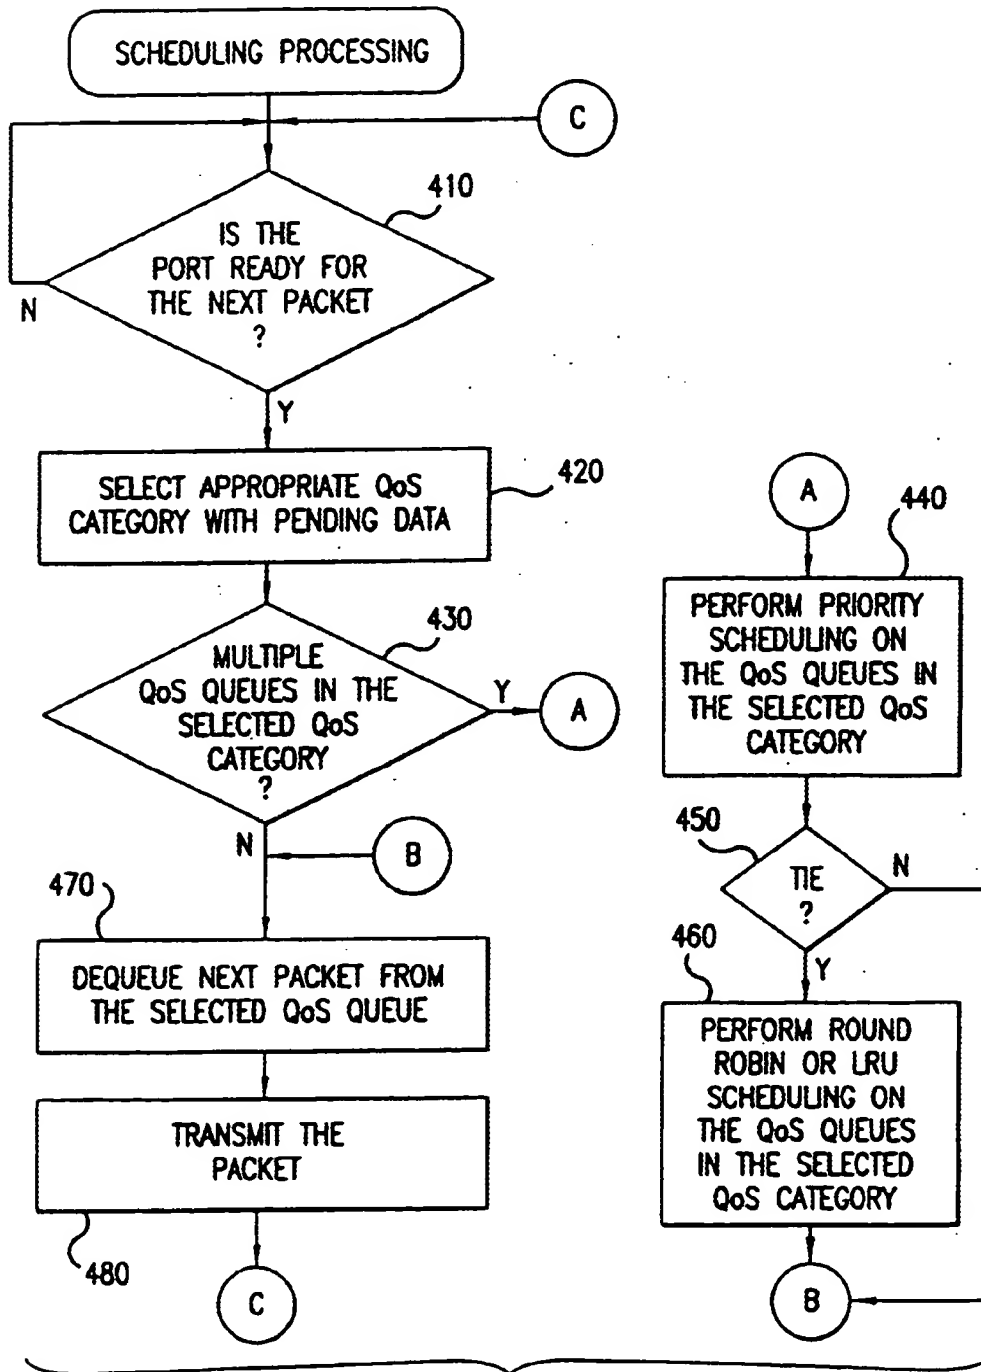 SCHEDULING PROCESSING
C
410
IS THE
PORT READY FOR
THE NEXT PACKET
?
N
Y
SELECT APPROPRIATE QoS
CATEGORY WITH PENDING DATA
420
430
MULTIPLE
QoS QUEUES IN THE
SELECTED QoS
CATEGORY
?
Y
A
N
B
470
DEQUEUE NEXT PACKET FROM
THE SELECTED QoS QUEUE
TRANSMIT THE
PACKET
480
C
A
440
PERFORM PRIORITY
SCHEDULING ON
THE QoS QUEUES IN
THE SELECTED QoS
CATEGORY
450
TIE
?
N
Y
460
PERFORM ROUND
ROBIN OR LRU
SCHEDULING ON
THE QoS QUEUES
IN THE SELECTED
QoS CATEGORY
B